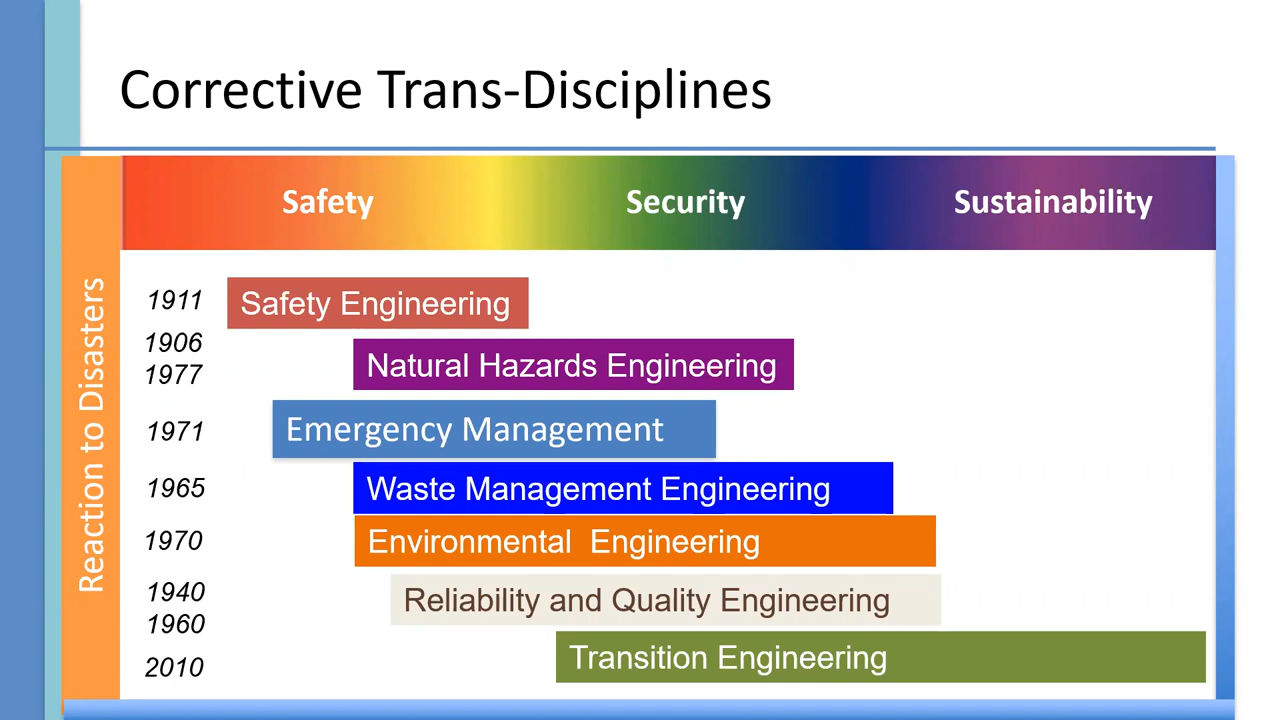 Corrective Trans-Disciplines
Safety Security Sustainability
Reaction to Disasters
1911 Safety Engineering
1906
1977
Natural Hazards Engineering
1971 Emergency Management
1965 Waste Management Engineering
1970 Environmental  Engineering
1940
1960
Reliability and Quality Engineering
2010 Transition Engineering